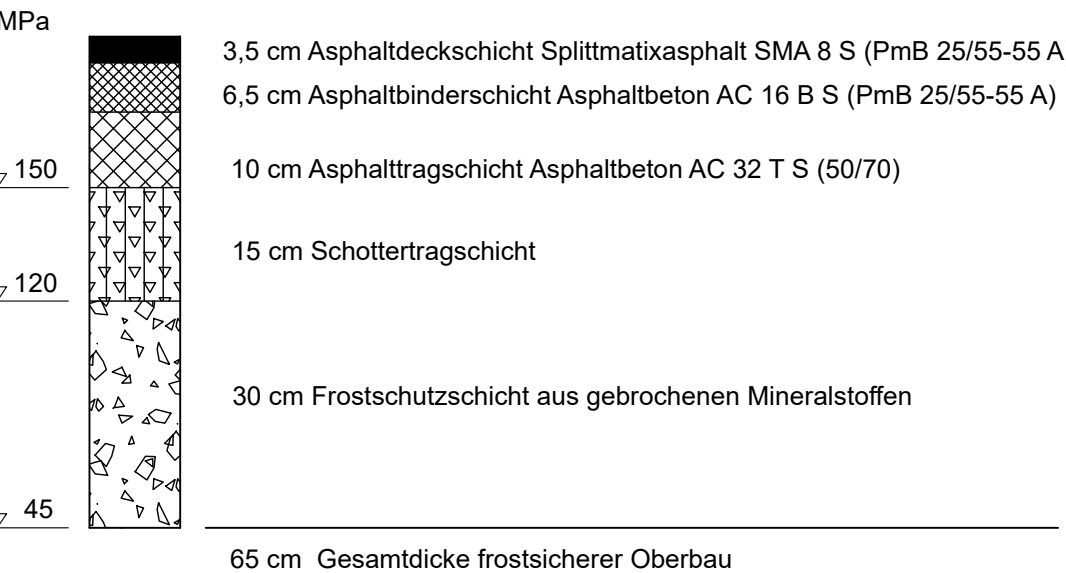 MPa
3,5 cm Asphaltdeckschicht Splittmatixasphalt SMA 8 S (PmB 25/55-55 A
6,5 cm Asphaltbinderschicht Asphaltbeton AC 16 B S (PmB 25/55-55 A)
150
10 cm Asphalttragschicht Asphaltbeton AC 32 T S (50/70)
15 cm Schottertragschicht
120
30 cm Frostschutzschicht aus gebrochenen Mineralstoffen
45
65 cm Gesamtdicke frostsicherer Oberbau